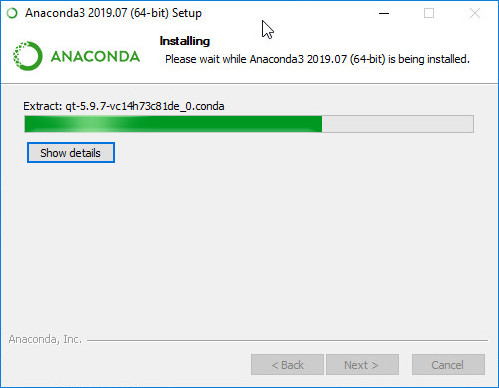 Anaconda3 2019.07 (64-bit) Setup
Installing
Please wait while Anaconda3 2019.07 (64-bit) is being installed.
ANACONDA
Extract: qt-5.9.7-vc14h73c81de_0.conda
Show details
Anaconda, Inc.
< Back
Next >
Cancel